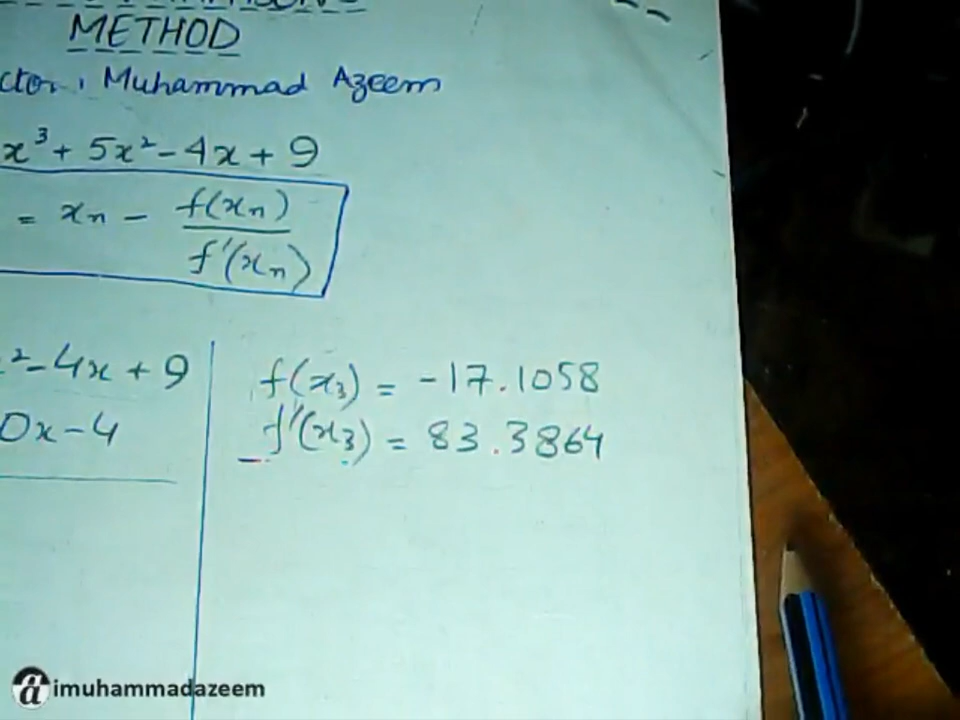 METHOD
ctor, Muhammad Azeem
x³ + 5x² - 4x + 9
= xn - f(xn) / f'(xn)
² - 4x + 9
0x - 4
f(x₃) = -17.1058
f'(x₃) = 83.3864
imuhammadazeem